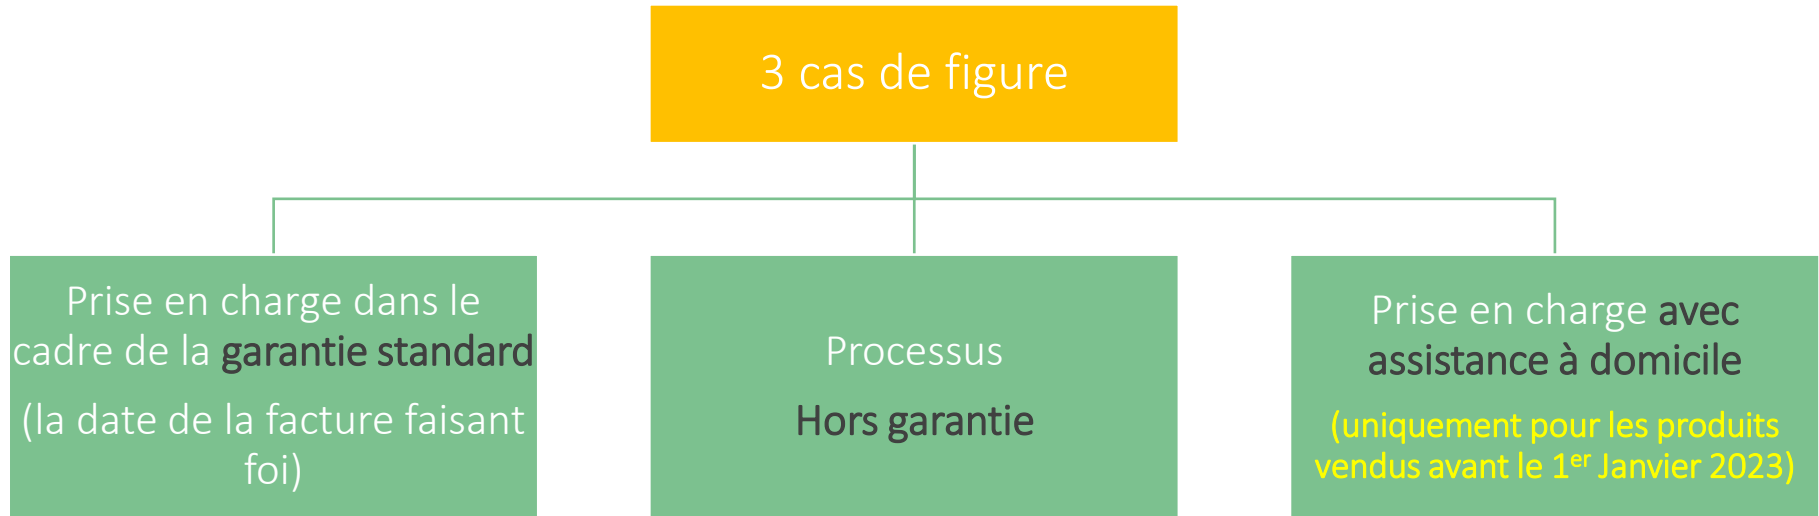 3 cas de figure
Prise en charge dans le
cadre de la garantie standard
(la date de la facture faisant
foi)
Processus
Hors garantie
Prise en charge avec
assistance à domicile
(uniquement pour les produits
vendus avant le 1er Janvier 2023)